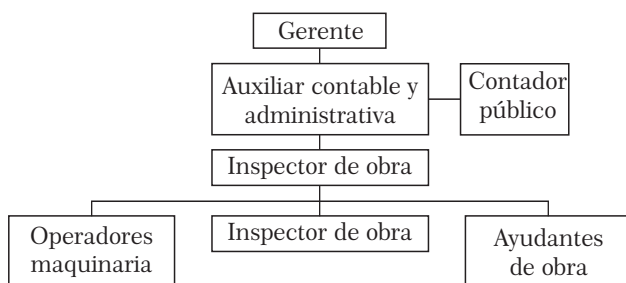 Gerente
Auxiliar contable y
administrativa
Contador
público
Inspector de obra
Operadores
maquinaria
Inspector de obra
Ayudantes
de obra